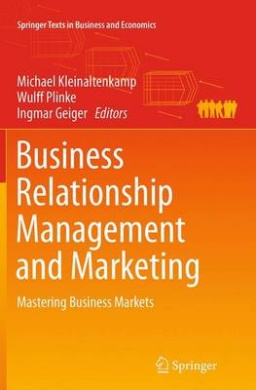 Springer Texts in Business and Economics
Michael Kleinaltenkamp
Wulff Plinke
Ingmar Geiger Editors
Business
Relationship
Management
and Marketing
Mastering Business Markets
Springer